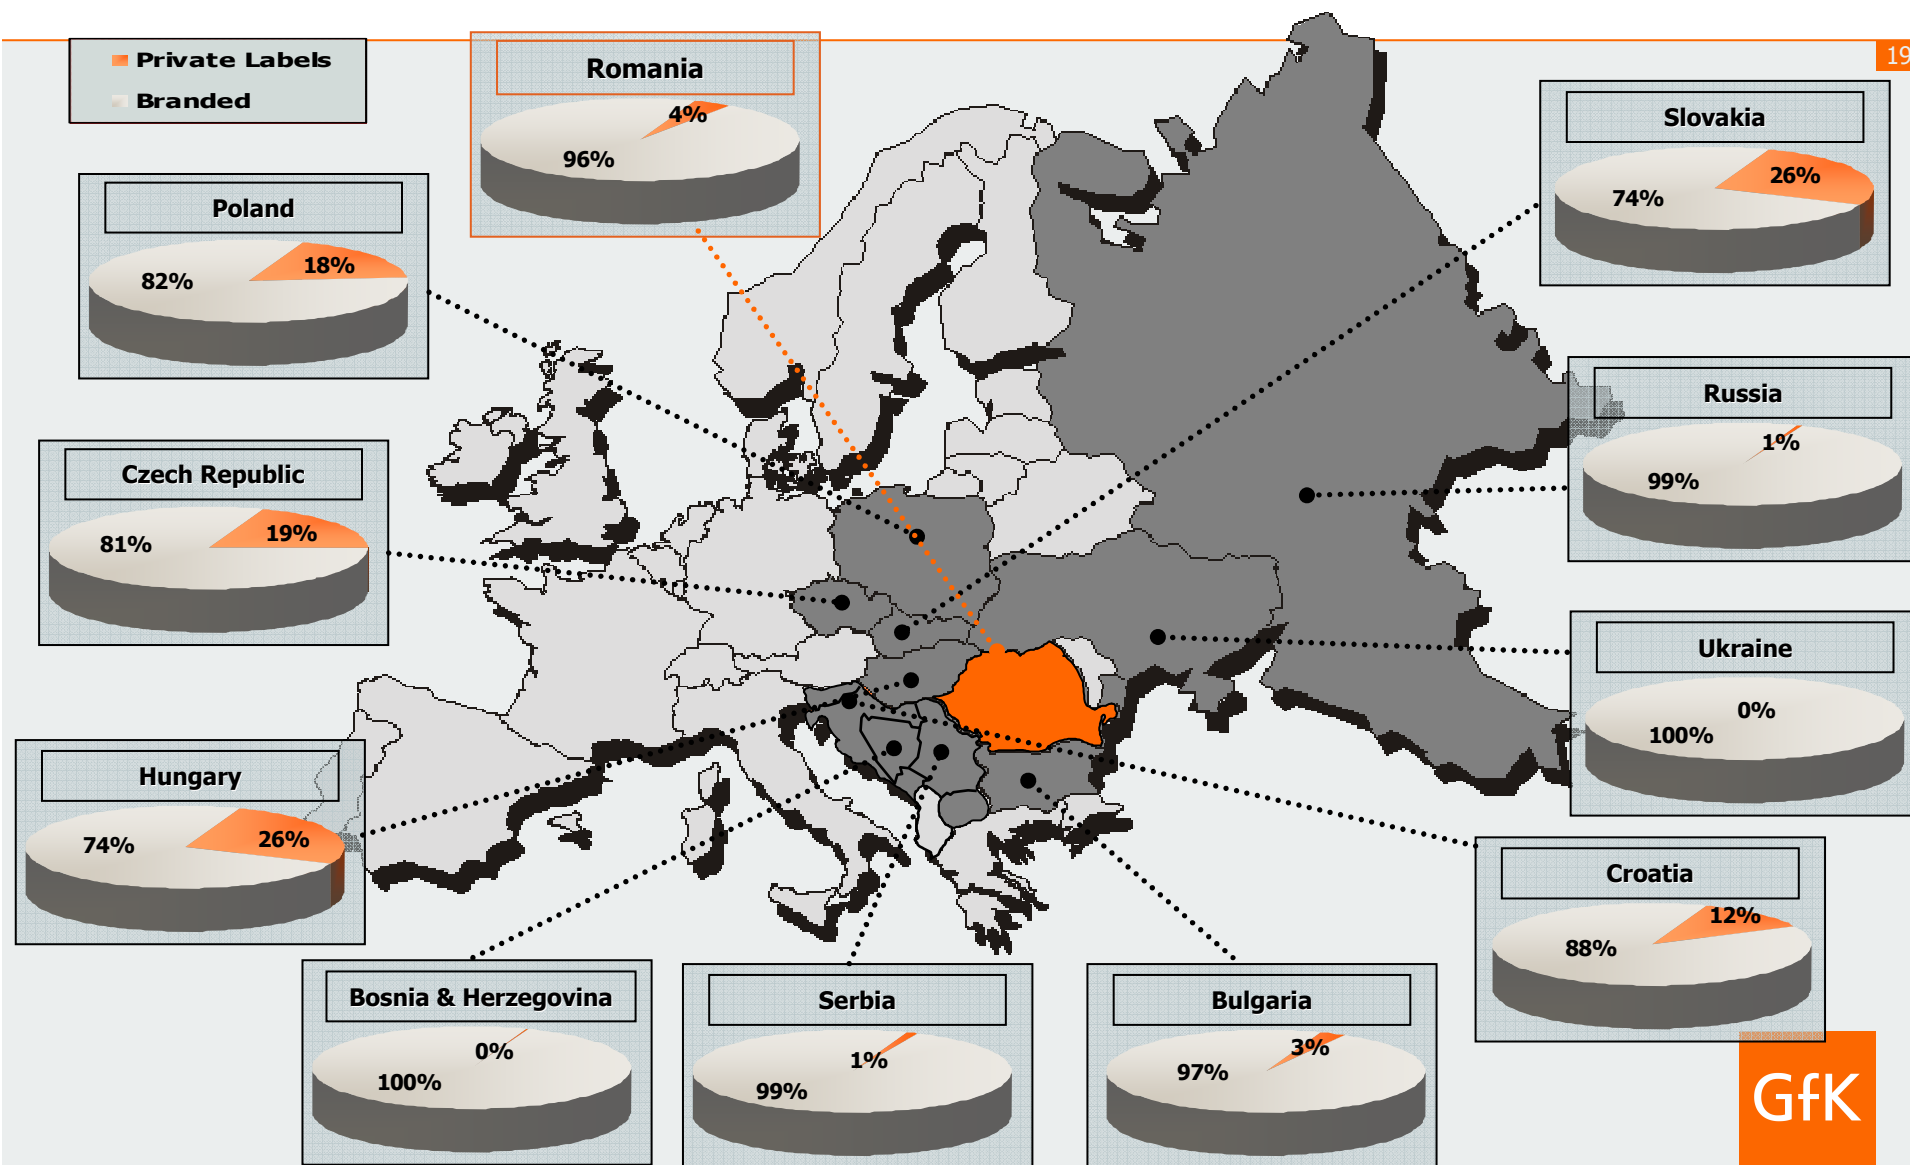 Private Labels
Branded
19
Romania
4%
96%
Slovakia
26%
74%
Poland
18%
82%
Russia
1%
99%
Czech Republic
19%
81%
Ukraine
0%
100%
Hungary
26%
74%
Croatia
12%
88%
Bosnia & Herzegovina
0%
100%
Serbia
1%
99%
Bulgaria
3%
97%
GfK